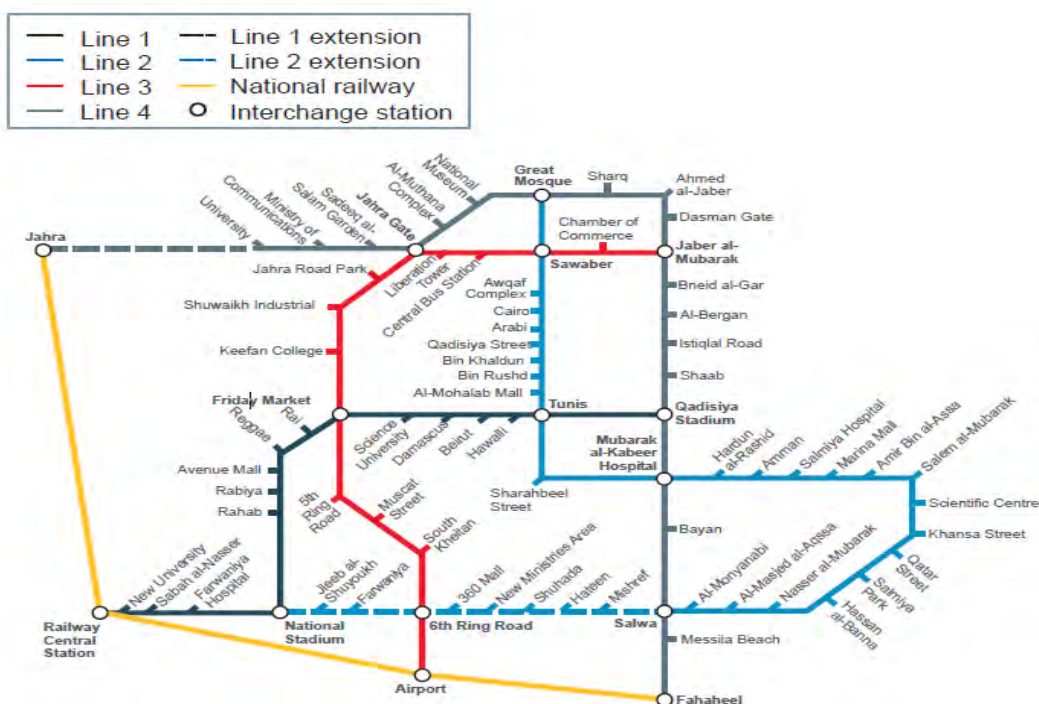 Line 1
Line 1 extension
Line 2
Line 2 extension
Line 3
National railway
Line 4
Interchange station
Great
Mosque
Sharq
Ahmed
al-Jaber
National
Museum
Al-Muthana
Complex
Jahra Gate
Sadeeq al-
Salam Garden
Ministry of
Communications
University
Jahra
Dasman Gate
Chamber of
Commerce
Jaber al-
Mubarak
Sawaber
Liberation
Tower
Central Bus Station
Jahra Road Park
Shuwaikh Industrial
Keefan College
Awqaf
Complex
Cairo
Arabi
Qadisiya Street
Bin Khaldun
Bin Rushd
Al-Mohalab Mall
Bneid al-Gar
Al-Bergan
Istiqlal Road
Shaab
Friday Market
Rai
Reggae
Science
University
Damascus
Beirut
Hawalli
Tunis
Qadisiya
Stadium
Mubarak
al-Kabeer
Hospital
Hardun
al-Rashid
Amman
Salmiya Hospital
Marina Mall
Amir Bin al-Assa
Salem al-Mubarak
Avenue Mall
Rabiya
Rahab
5th
Ring
Road
Muscat
Street
South
Kheitan
Sharahbeel
Street
Bayan
Scientific Centre
Khansa Street
Qatar
Street
Salmiya
Park
Hassan
al-Banna
New University
Sabah al-Nasser
Farwaniya
Hospital
Jleeb al-
Shuyoukh
Farwaniya
360 Mall
New Ministries Area
Shuhada
Hateen
Mishref
Al-Monyanabi
Al-Masjed al-Aqssa
Nasser al-Mubarak
Railway
Central
Station
National
Stadium
6th Ring Road
Salwa
Messila Beach
Airport
Fahaheel